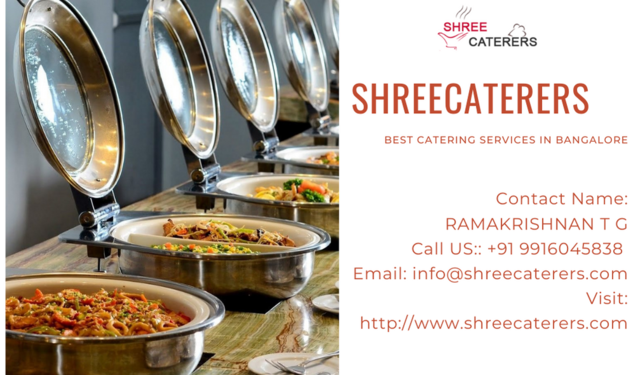 SHREE
CATERERS
SHREECATERERS
BEST CATERING SERVICES IN BANGALORE
Contact Name:
RAMAKRISHNAN T G
Call US:: +91 9916045838
Email: info@shreecaterers.com
Visit:
http://www.shreecaterers.com